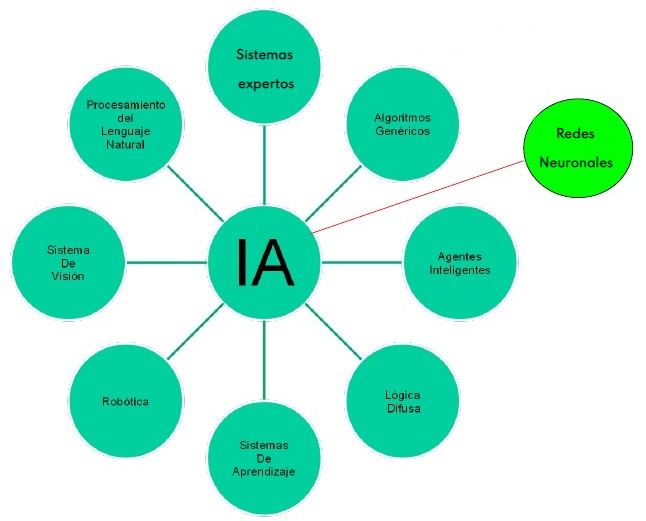 Sistemas
expertos
Procesamiento
del
Lenguaje
Natural
Algoritmos
Genéricos
Redes
Neuronales
Sistema
De
Visión
IA
Agentes
Inteligentes
Robótica
Lógica
Difusa
Sistemas
De
Aprendizaje